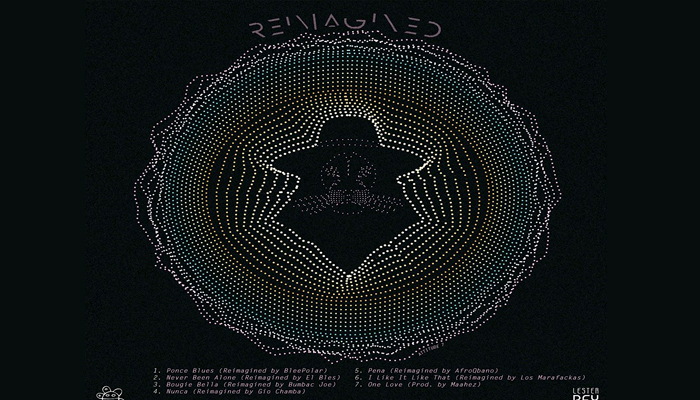 REIMAGINED
1. Ponce Blues (Reimagined by BleePolar)
2. Never Been Alone (Reimagined by El Bles)
3. Bougie Bella (Reimagined by Bumbac Joe)
4. Nunca (Reimagined by Gio Chamba)
5. Pena (Reimagined by AfroQbano)
6. I Like It Like That (Reimagined by Los Marafackas)
7. One Love (Prod. by Maahez)
LESTER
REY